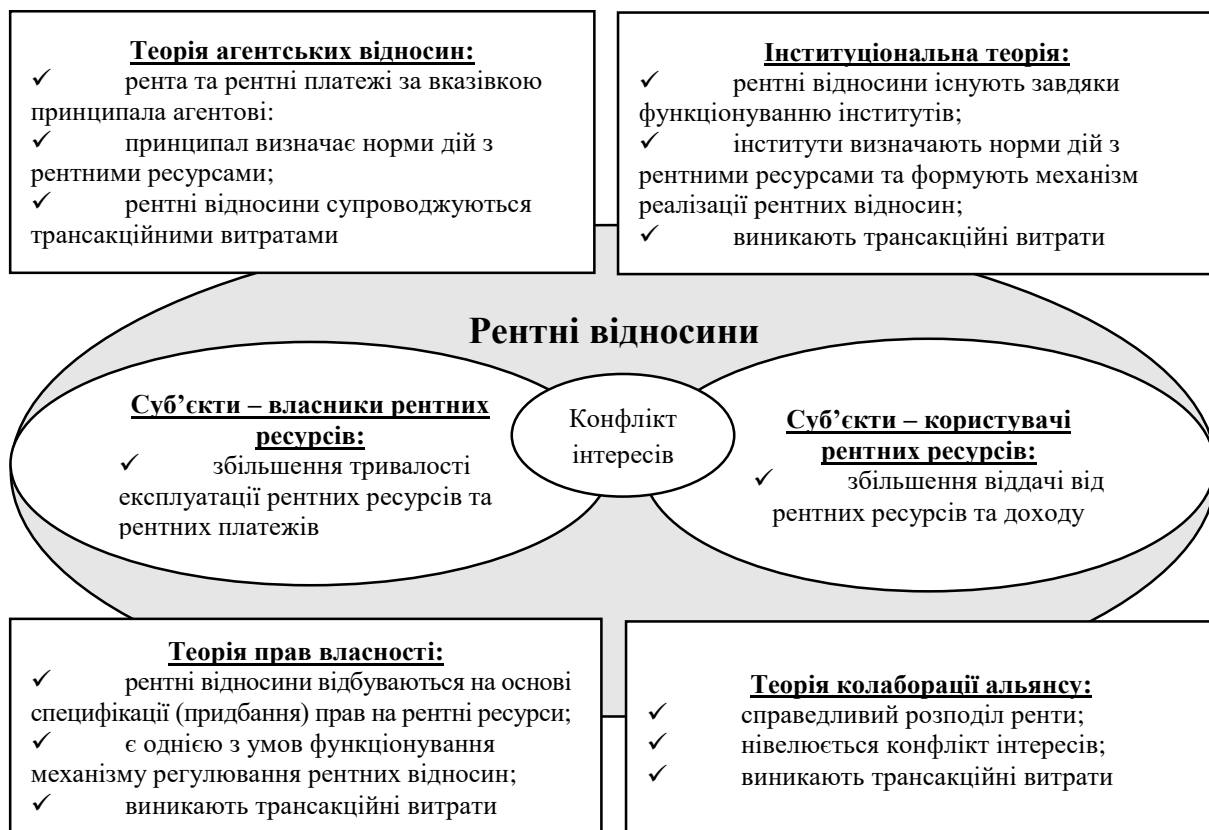 Теорія агентських відносин:
✓ рента та рентні платежі за вказівкою
принципала агентові:
✓ принципал визначає норми дій з
рентними ресурсами;
✓ рентні відносини супроводжуються
трансакційними витратами
Інституціональна теорія:
✓ рентні відносини існують завдяки
функціонуванню інститутів;
✓ інститути визначають норми дій з
рентними ресурсами та формують механізм
реалізації рентних відносин;
✓ виникають трансакційні витрати
Рентні відносини
Суб’єкти – власники рентних
ресурсів:
✓ збільшення тривалості
експлуатації рентних ресурсів та
рентних платежів
Конфлікт
інтересів
Суб’єкти – користувачі
рентних ресурсів:
✓ збільшення віддачі від
рентних ресурсів та доходу
Теорія прав власності:
✓ рентні відносини відбуваються на основі
специфікації (придбання) прав на рентні ресурси;
✓ є однією з умов функціонування
механізму регулювання рентних відносин;
✓ виникають трансакційні витрати
Теорія колаборації альянсу:
✓ справедливий розподіл ренти;
✓ нівелюється конфлікт інтересів;
✓ виникають трансакційні витрати